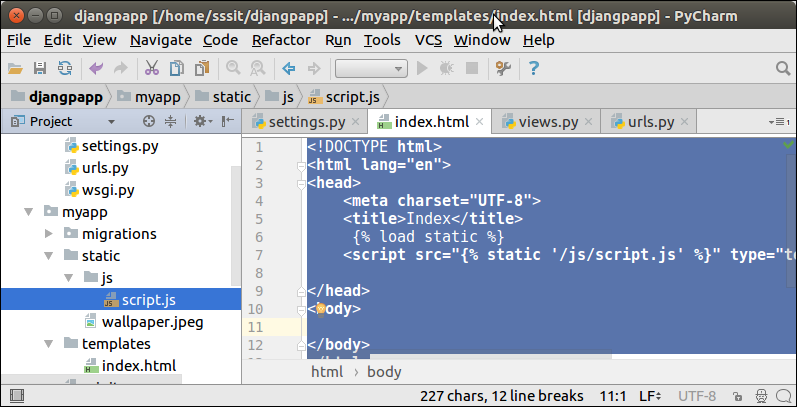 djangpapp [/home/sssit/djangpapp] - .../myapp/templates/index.html [djangpapp] - PyCharm
File Edit View Navigate Code Refactor Run Tools VCS Window Help
djangpapp myapp static js script.js
Project
settings.py index.html views.py urls.py
settings.py
urls.py
wsgi.py
myapp
migrations
static
js
script.js
wallpaper.jpeg
templates
index.html
1 <!DOCTYPE html>
2 <html lang="en">
3 <head>
4 <meta charset="UTF-8">
5 <title>Index</title>
6 {% load static %}
7 <script src="{% static '/js/script.js' %}" type="te
8
9 </head>
10 <body>
11
12 </body>
html › body
227 chars, 12 line breaks 11:1 LF UTF-8